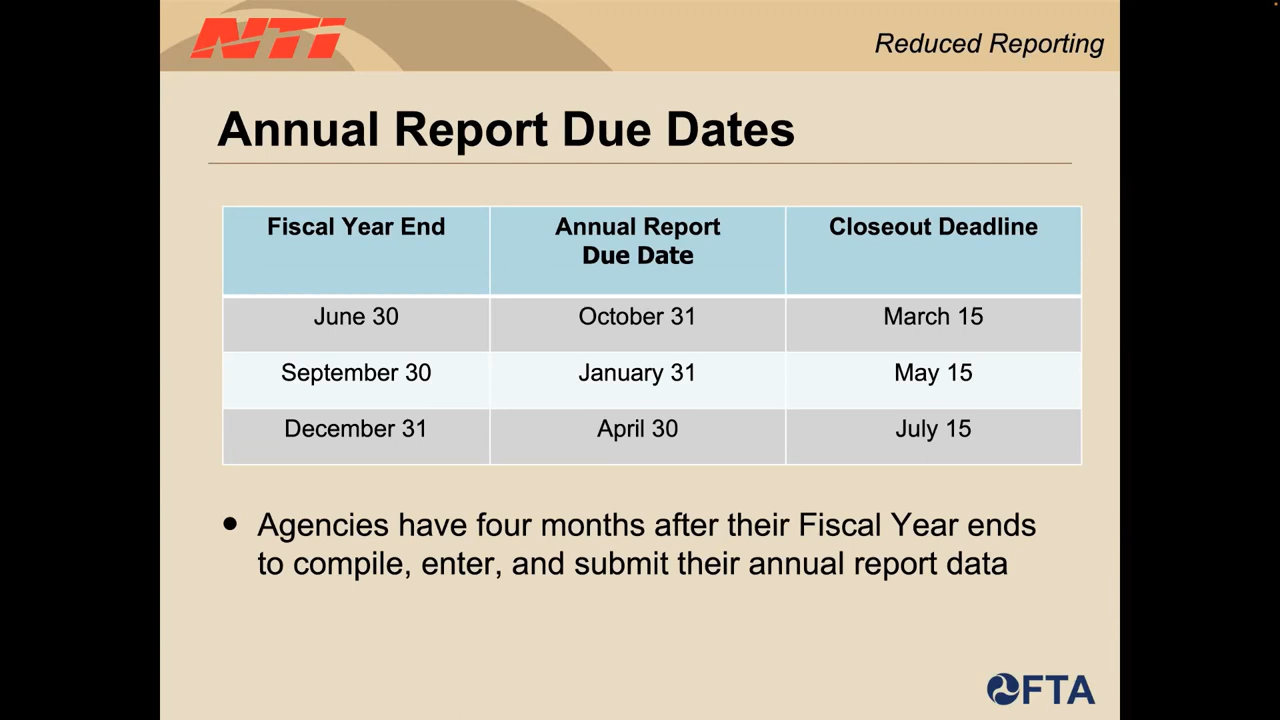 NTI
Reduced Reporting
Annual Report Due Dates
Fiscal Year End
Annual Report
Due Date
Closeout Deadline
June 30
October 31
March 15
September 30
January 31
May 15
December 31
April 30
July 15
• Agencies have four months after their Fiscal Year ends
to compile, enter, and submit their annual report data
FTA